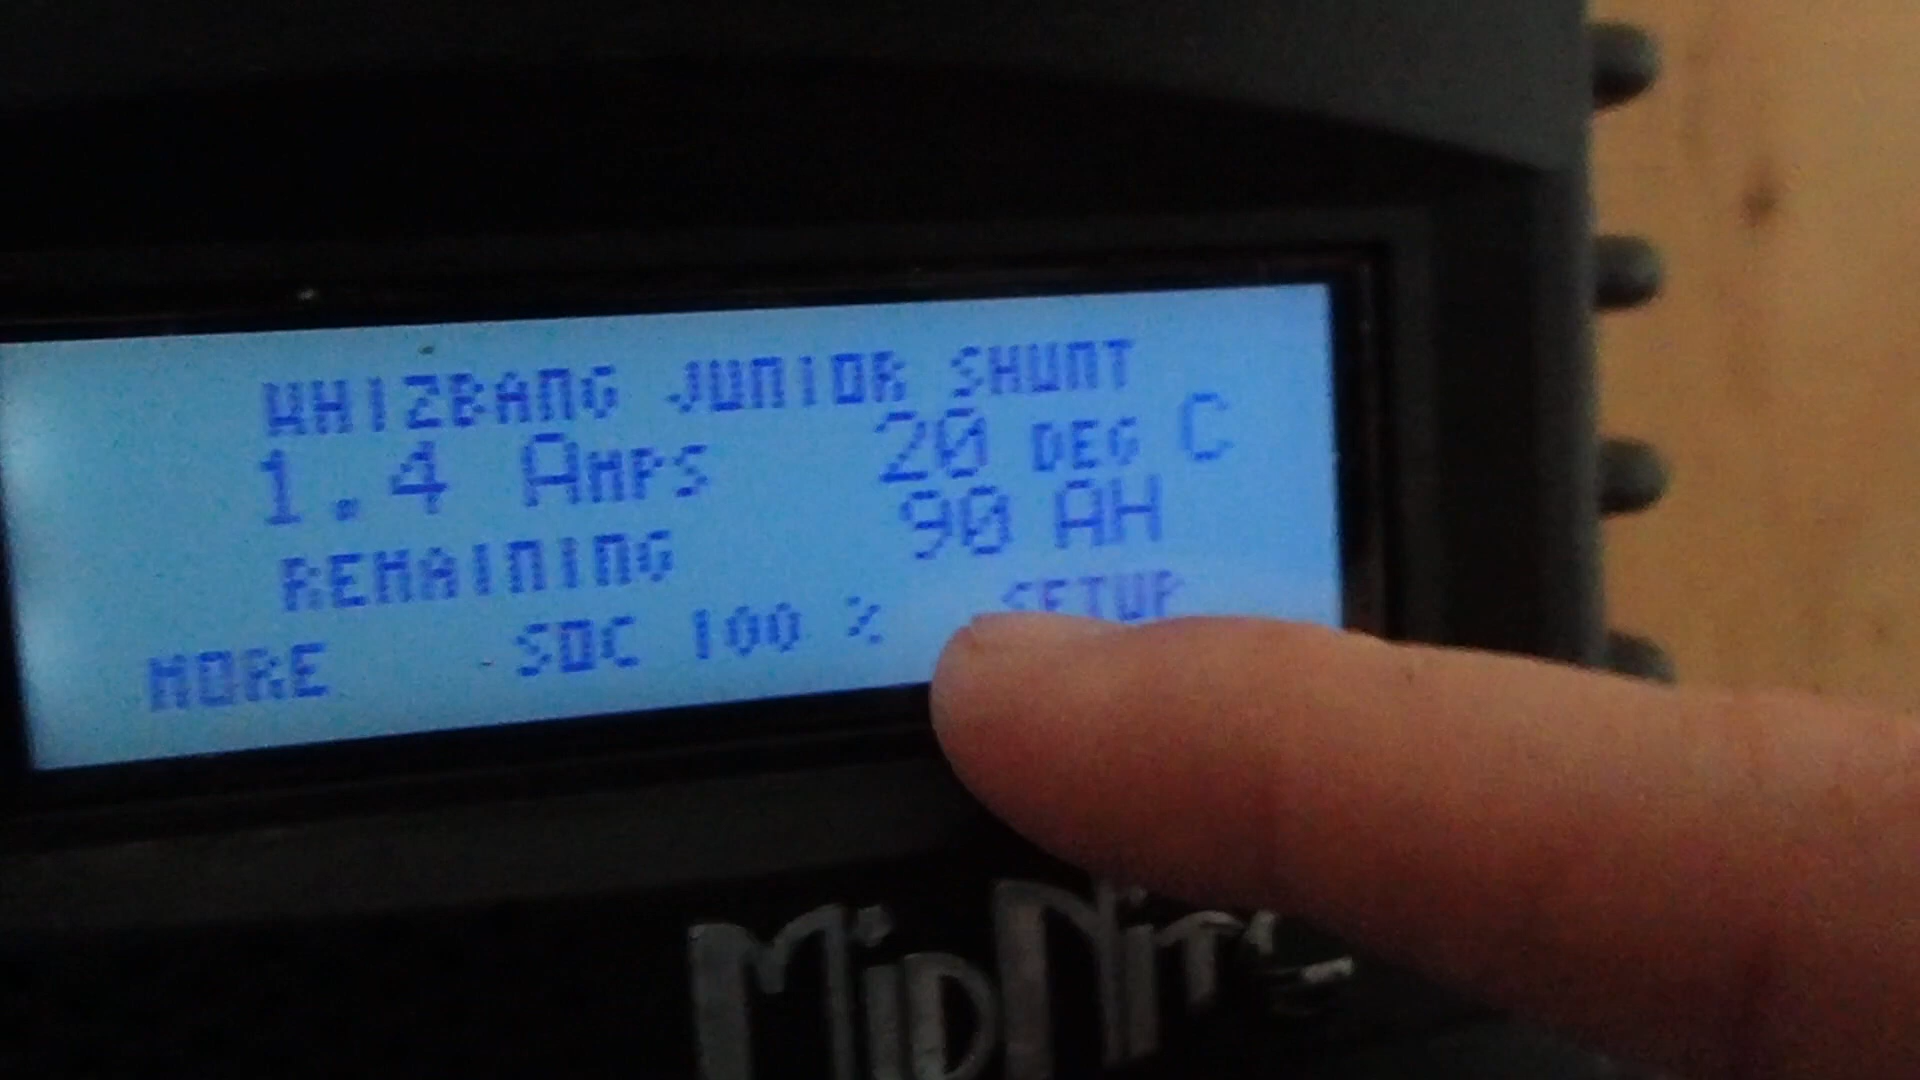 WHIZBANG JUNIOR SHUNT
1.4 AMPS 20 DEG C
REMAINING 90 AH
MORE SOC 100 % SETUP
MIDNITE